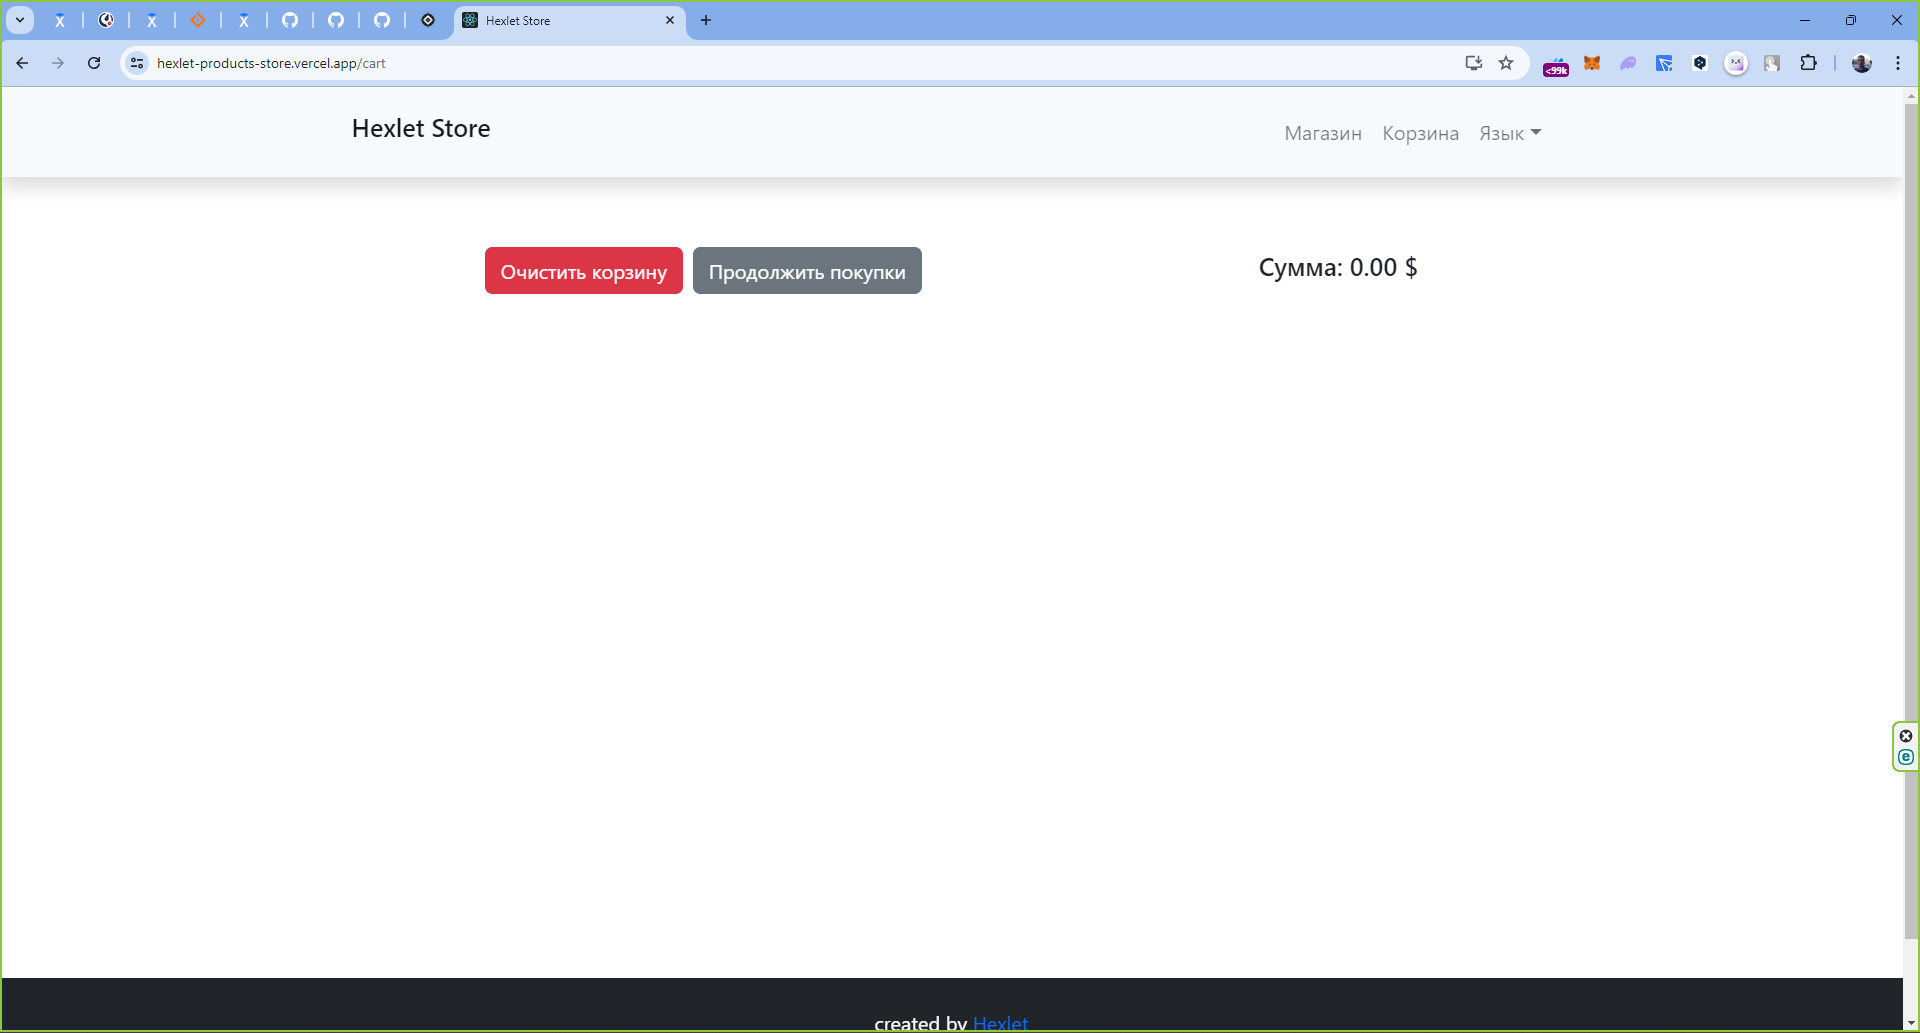 Hexlet Store
hexlet-products-store.vercel.app/cart
<99k
Hexlet Store
Магазин Корзина Язык
Очистить корзину Продолжить покупки Сумма: 0.00 $
created by Hexlet